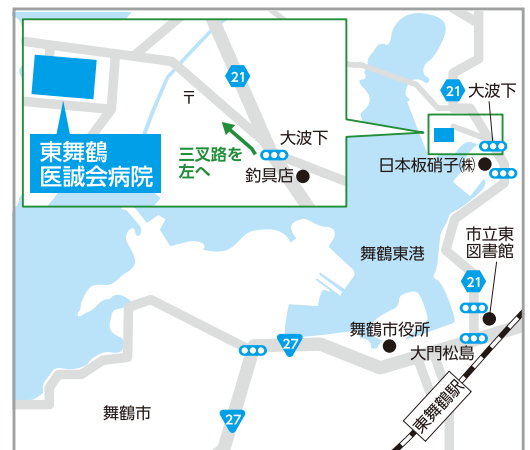 21
〒
大波下
三叉路を
左へ
釣具店
東舞鶴
医誠会病院
21
大波下
日本板硝子㈱
舞鶴東港
市立東
図書館
21
舞鶴市役所
大門松島
27
東舞鶴駅
舞鶴市
27